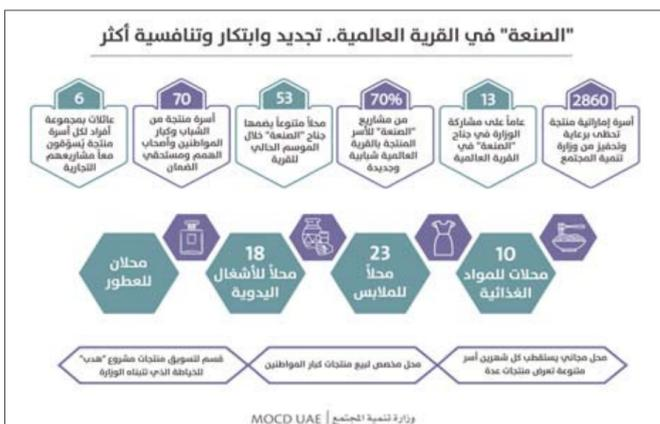 "الصنعة" في القرية العالمية.. تجديد وابتكار وتنافسية أكثر
2860
أسرة إماراتية منتجة
تحظى برعاية
وتحفيز من وزارة
تنمية المجتمع
13
عاماً على مشاركة
الوزارة في جناح
"الصنعة" في
القرية العالمية
70%
من مشاريع
"الصنعة" للأسر
المنتجة بالقرية
العالمية شبابية
وجديدة
53
محلاً متنوعاً يضمها
جناح "الصنعة" خلال
الموسم الحالي
للقرية
70
أسرة منتجة من
الشباب وكبار
المواطنين وأصحاب
الهمم ومستحقي
الضمان
6
عائلات بمجموعة
أفراد لكل أسرة
منتجة يُسوّقون
معاً مشاريعهم
التجارية
10
محلات للمواد
الغذائية
23
محلاً
للملابس
18
محلاً للأشغال
اليدوية
محلان
للعطور
محل مجاني يستقطب كل شهرين أسر
متنوعة تعرض منتجات عدة
محل مخصص لبيع منتجات كبار المواطنين
قسم لتسويق منتجات مشروع "هدب"
للخياطة الذي تتبناه الوزارة
وزارة تنمية المجتمع | MOCD UAE